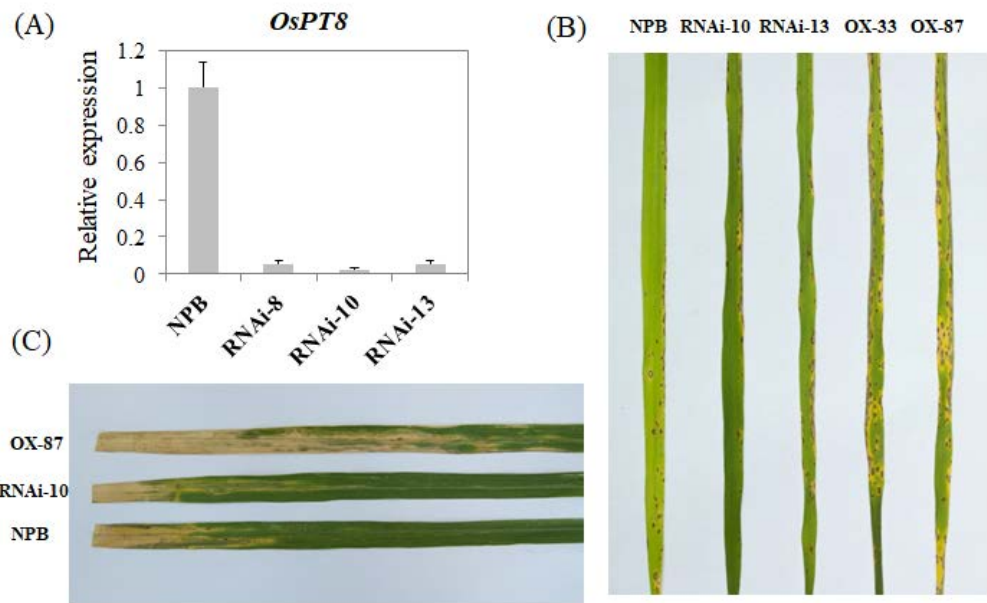 (A)
OsPT8
Relative expression
1.2
1
0.8
0.6
0.4
0.2
0
NPB
RNAi-8
RNAi-10
RNAi-13
(B)
NPB RNAi-10 RNAi-13 OX-33 OX-87
(C)
OX-87
RNAi-10
NPB